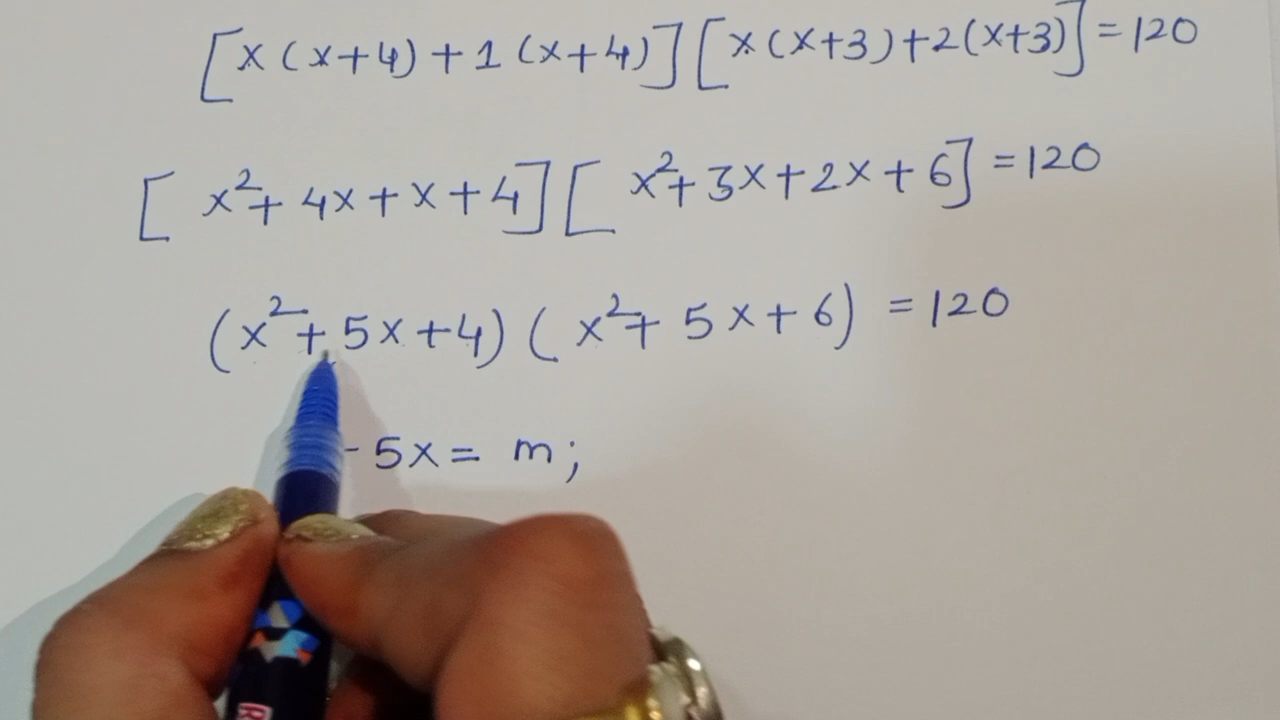 [x(x+4)+1(x+4)][x(x+3)+2(x+3)]=120
[x²+4x+x+4][x²+3x+2x+6]=120
(x²+5x+4)(x²+5x+6)=120
5x= m;
R